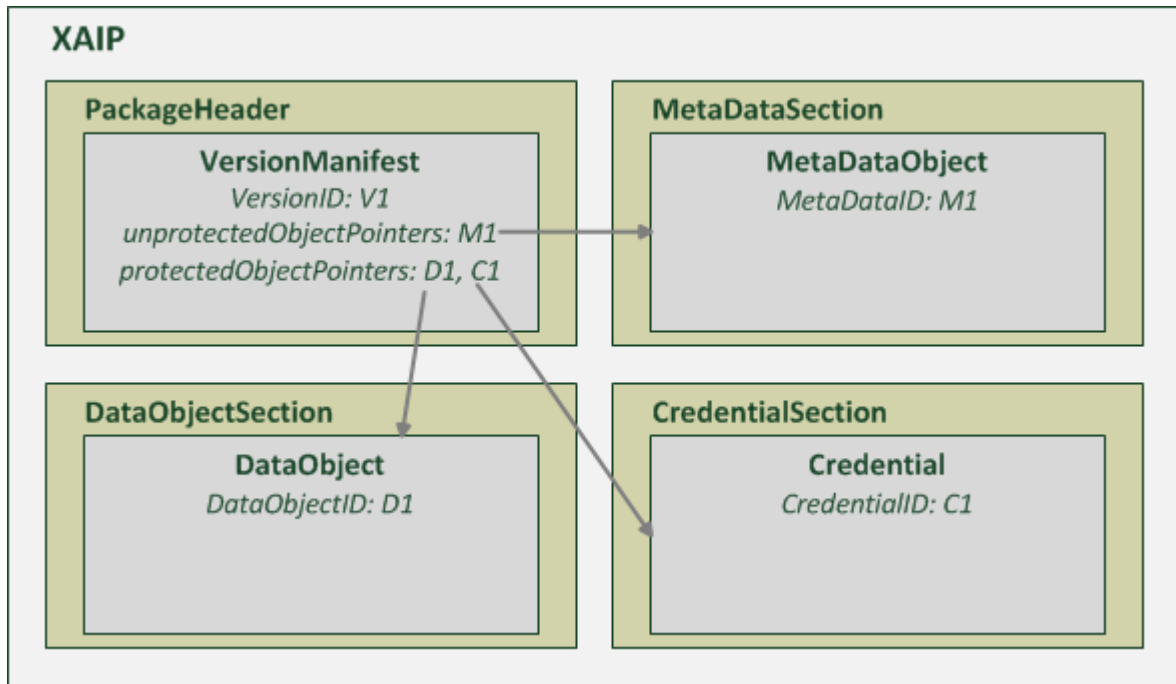 XAIP
PackageHeader
VersionManifest
VersionID: V1
unprotectedObjectPointers: M1
protectedObjectPointers: D1, C1
MetaDataSection
MetaDataObject
MetaDataID: M1
DataObjectSection
DataObject
DataObjectID: D1
CredentialSection
Credential
CredentialID: C1